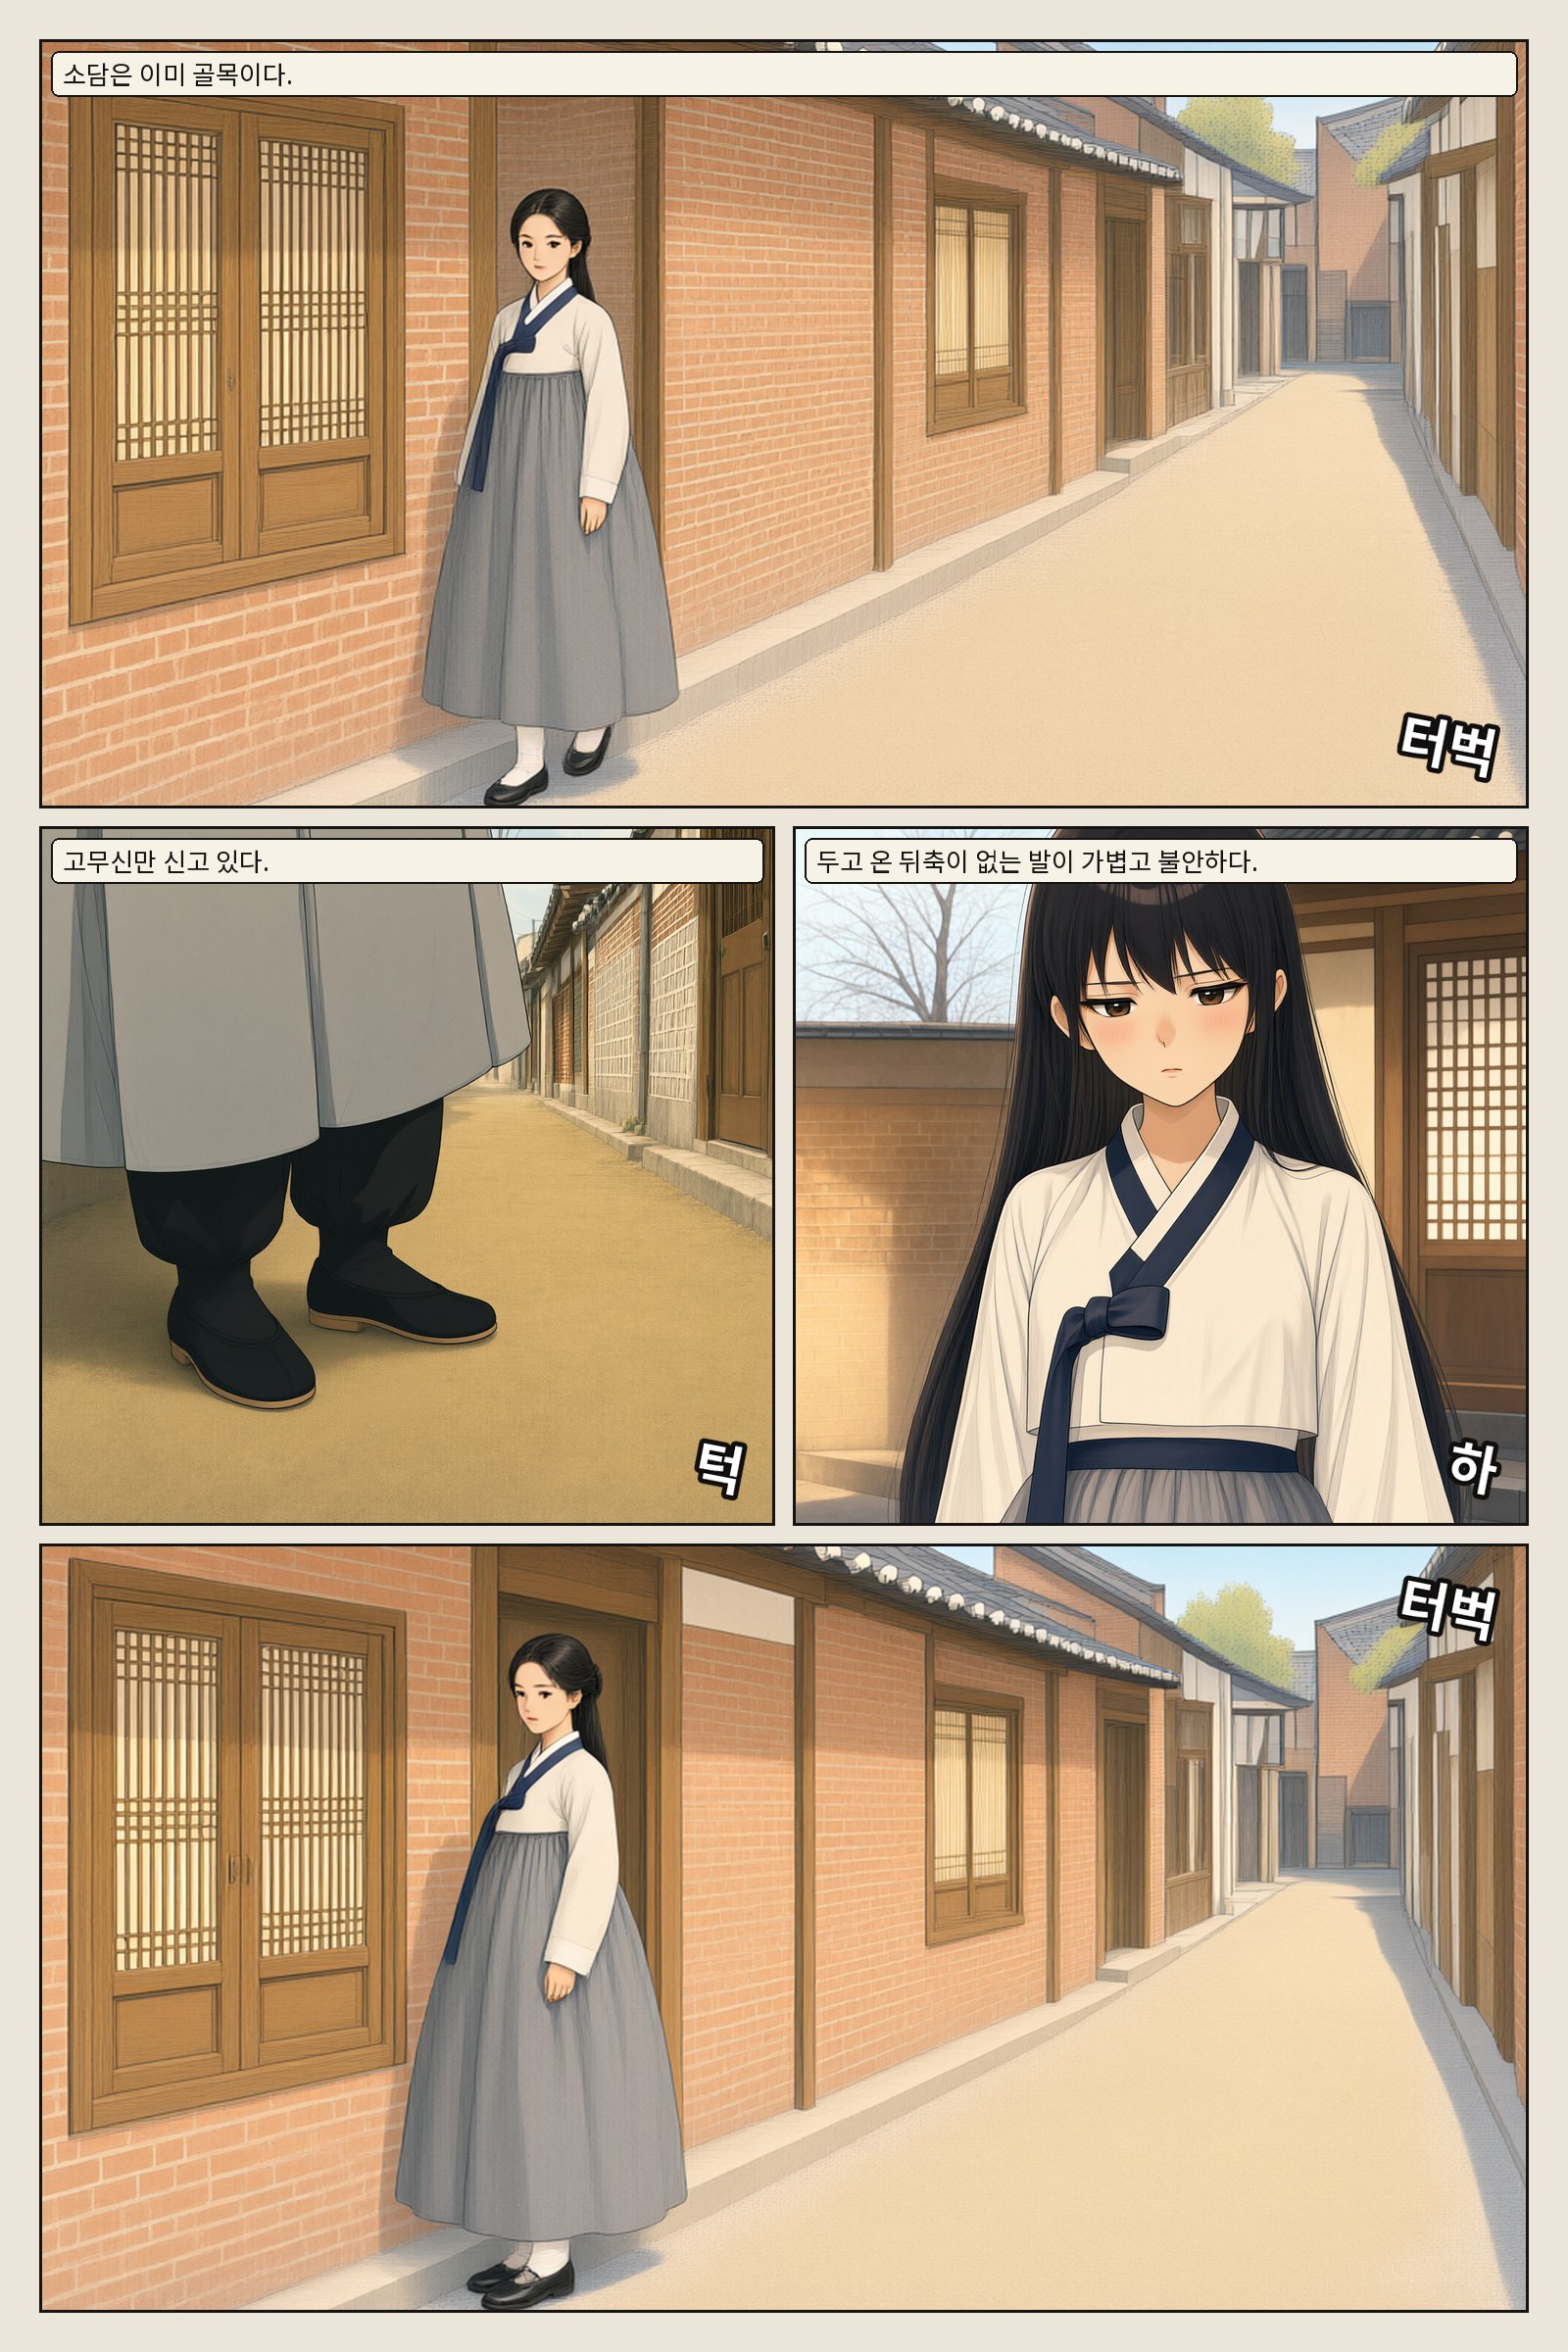 소담은 이미 골목이다.
터벅
고무신만 신고 있다.
턱
두고 온 뒤축이 없는 발이 가볍고 불안하다.
하
터벅